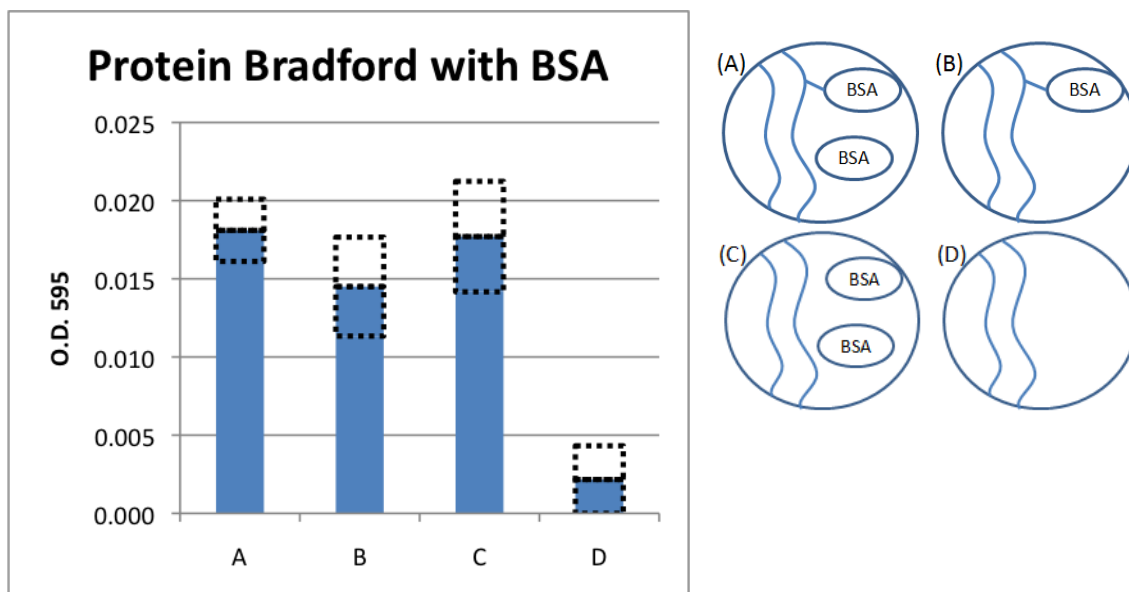 Protein Bradford with BSA
0.025
0.020
0.015
0.010
0.005
0.000
O.D. 595
A B C D
(A) BSA BSA
(B) BSA
(C) BSA BSA
(D)